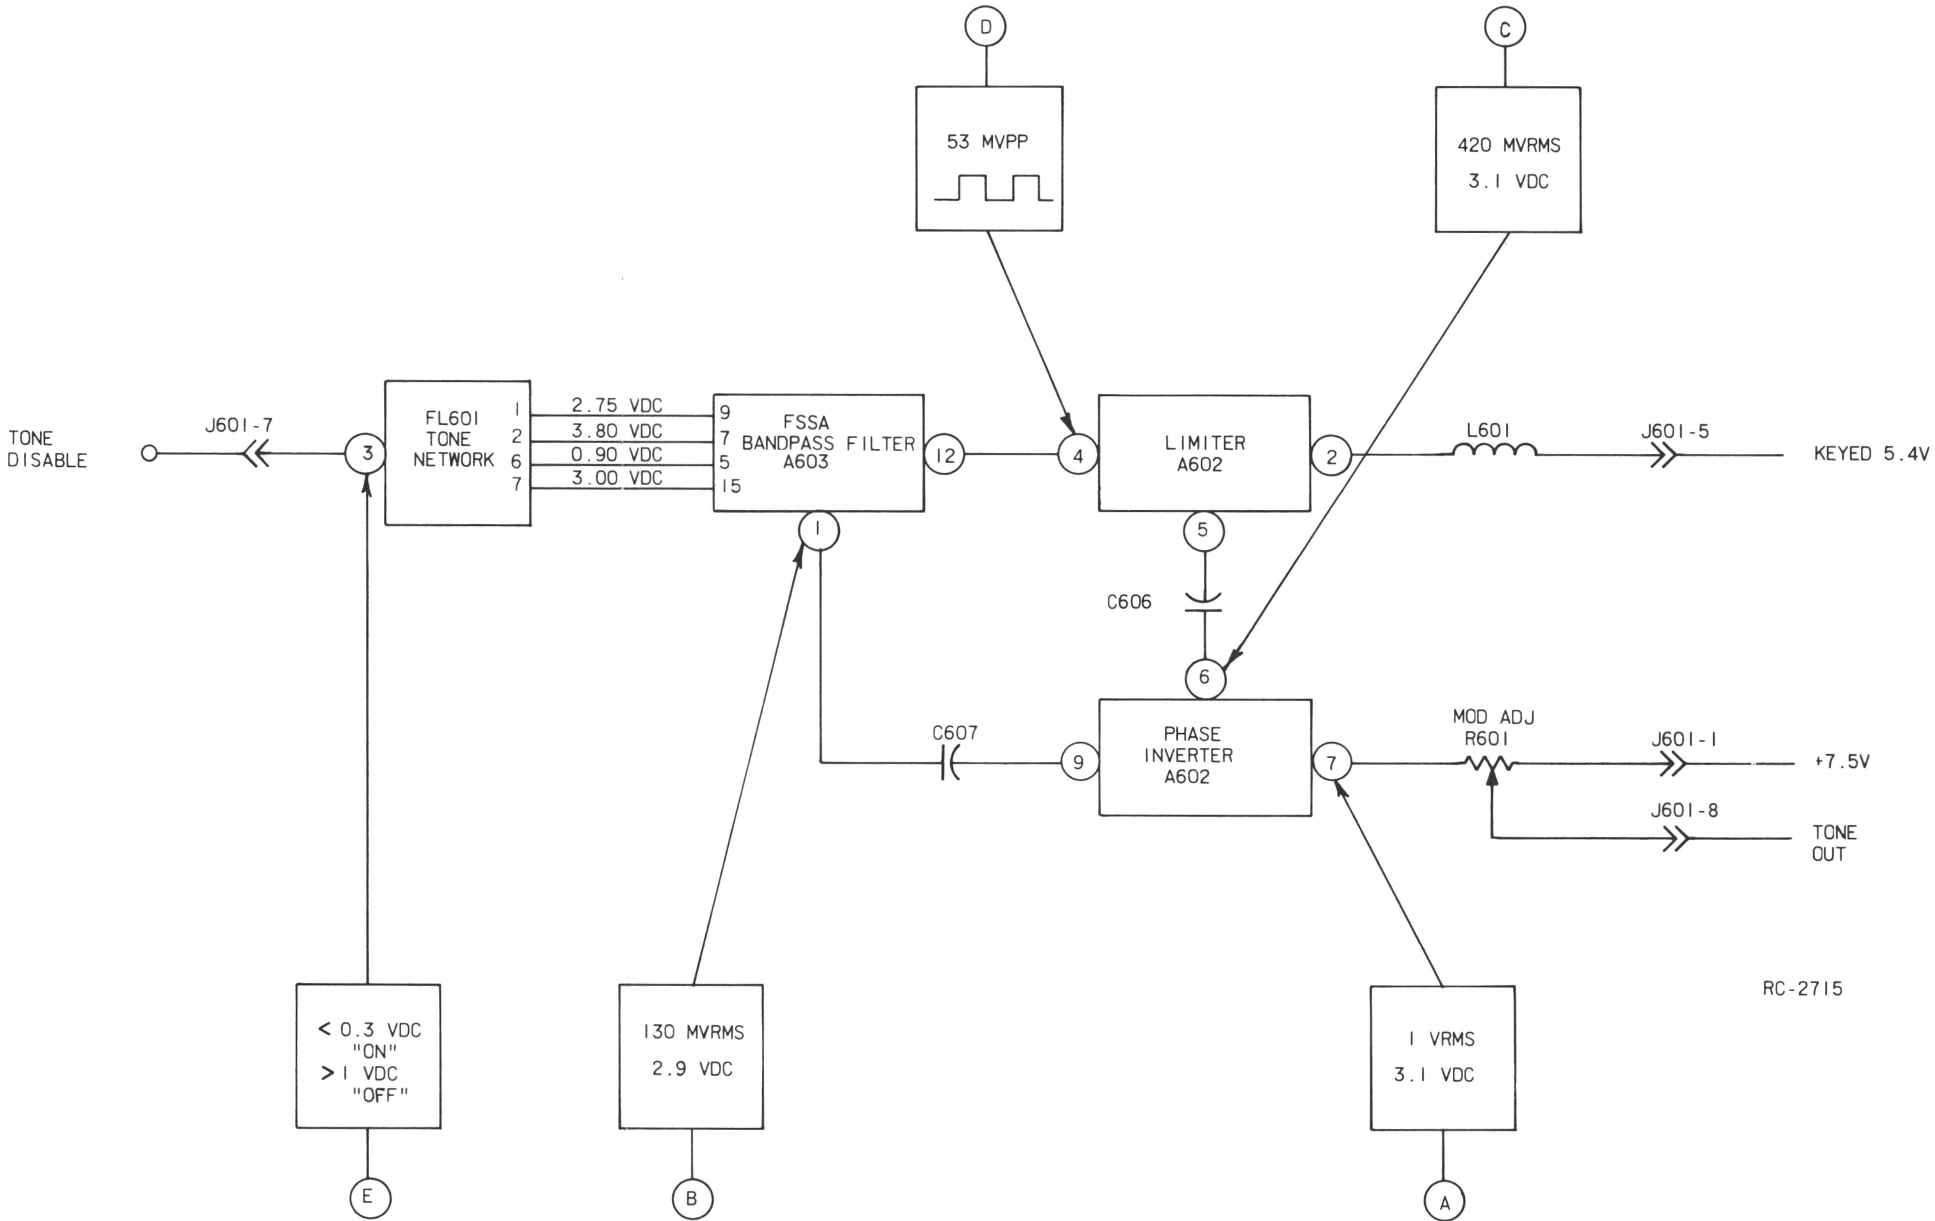 D
C
53 MVPP
420 MVRMS
3.1 VDC
TONE
DISABLE
J601-7
3
FL601
TONE
NETWORK
1
2
6
7
2.75 VDC
3.80 VDC
0.90 VDC
3.00 VDC
9
7
5
15
FSSA
BANDPASS FILTER
A603
12
1
4
LIMITER
A602
2
5
L601
J601-5
KEYED 5.4V
C606
6
C607
9
PHASE
INVERTER
A602
7
MOD ADJ
R601
J601-1
+7.5V
J601-8
TONE
OUT
RC-2715
< 0.3 VDC
"ON"
> 1 VDC
"OFF"
130 MVRMS
2.9 VDC
1 VRMS
3.1 VDC
E
B
A